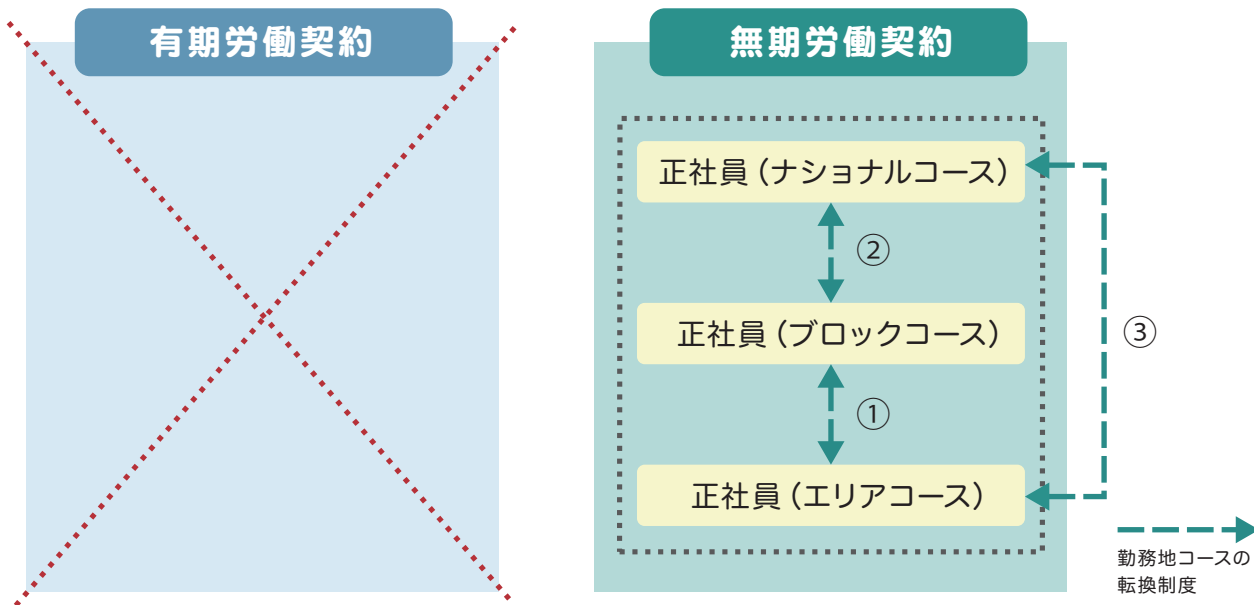 有期労働契約
無期労働契約
正社員（ナショナルコース）
②
正社員（ブロックコース）
③
①
正社員（エリアコース）
勤務地コースの
転換制度